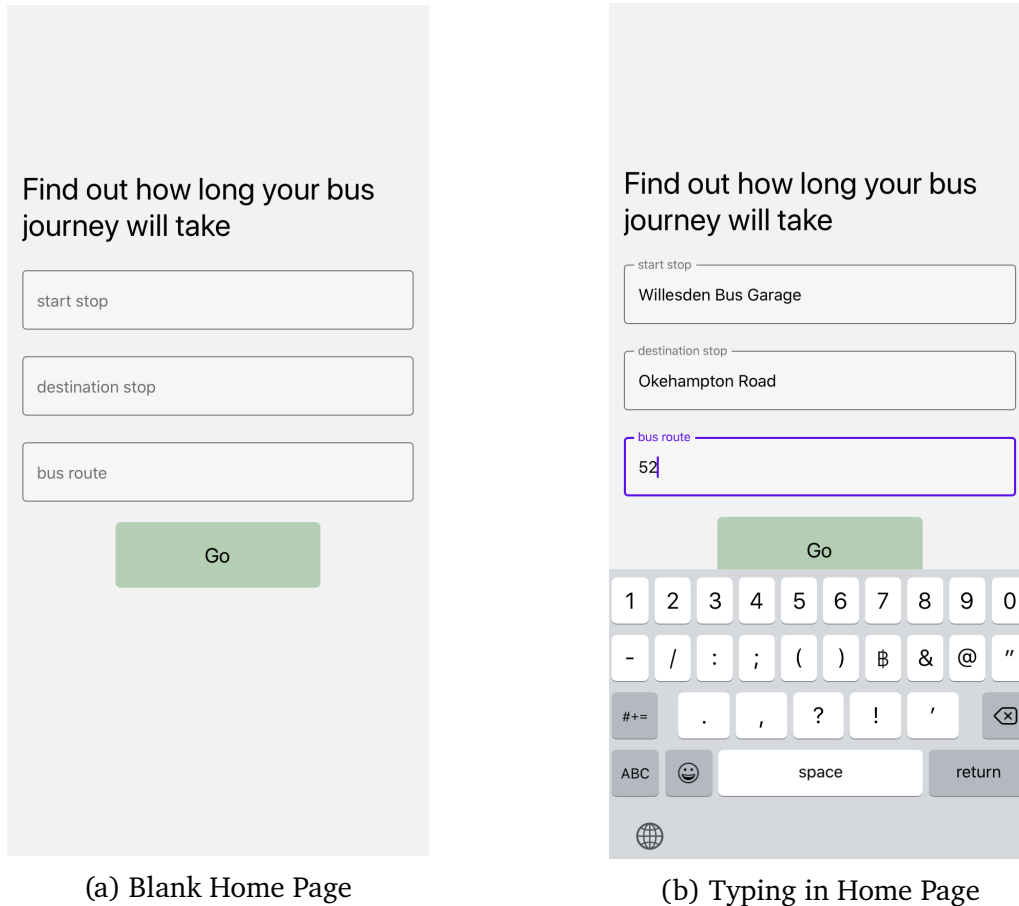 Find out how long your bus
journey will take
start stop
destination stop
bus route
Go
(a) Blank Home Page
Find out how long your bus
journey will take
start stop
Willesden Bus Garage
destination stop
Okehampton Road
bus route
52
Go
1 2 3 4 5 6 7 8 9 0
- / : ; ( ) ฿ & @ "
#+= . , ? ! '
ABC space return
(b) Typing in Home Page